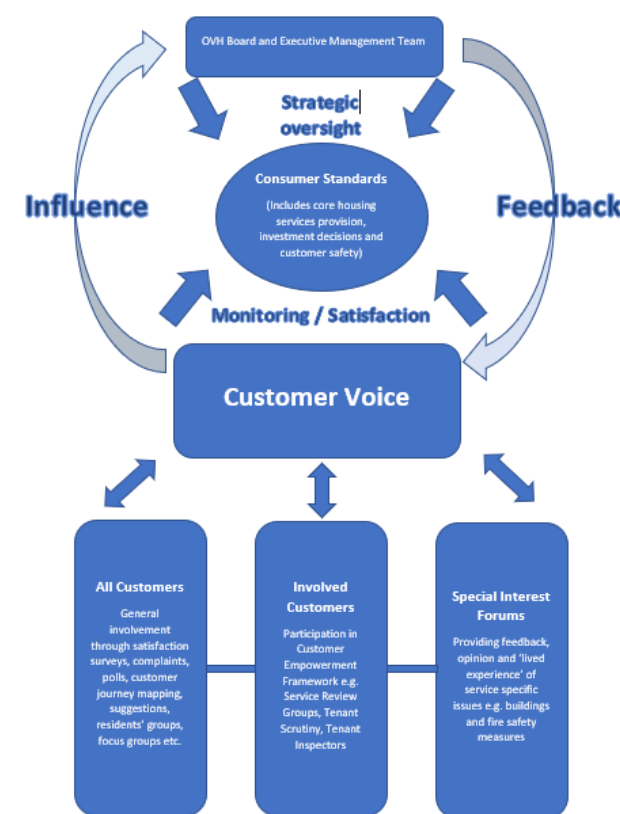 OVH Board and Executive Management Team
Strategic
oversight
Consumer Standards
(Includes core housing
services provision,
investment decisions and
customer safety)
Influence
Feedback
Monitoring / Satisfaction
Customer Voice
All Customers
General
involvement
through satisfaction
surveys, complaints,
polls, customer
journey mapping,
suggestions,
residents' groups,
focus groups etc.
Involved
Customers
Participation in
Customer
Empowerment
Framework e.g.
Service Review
Groups, Tenant
Scrutiny, Tenant
Inspectors
Special Interest
Forums
Providing feedback,
opinion and 'lived
experience' of
service specific
issues e.g. buildings
and fire safety
measures